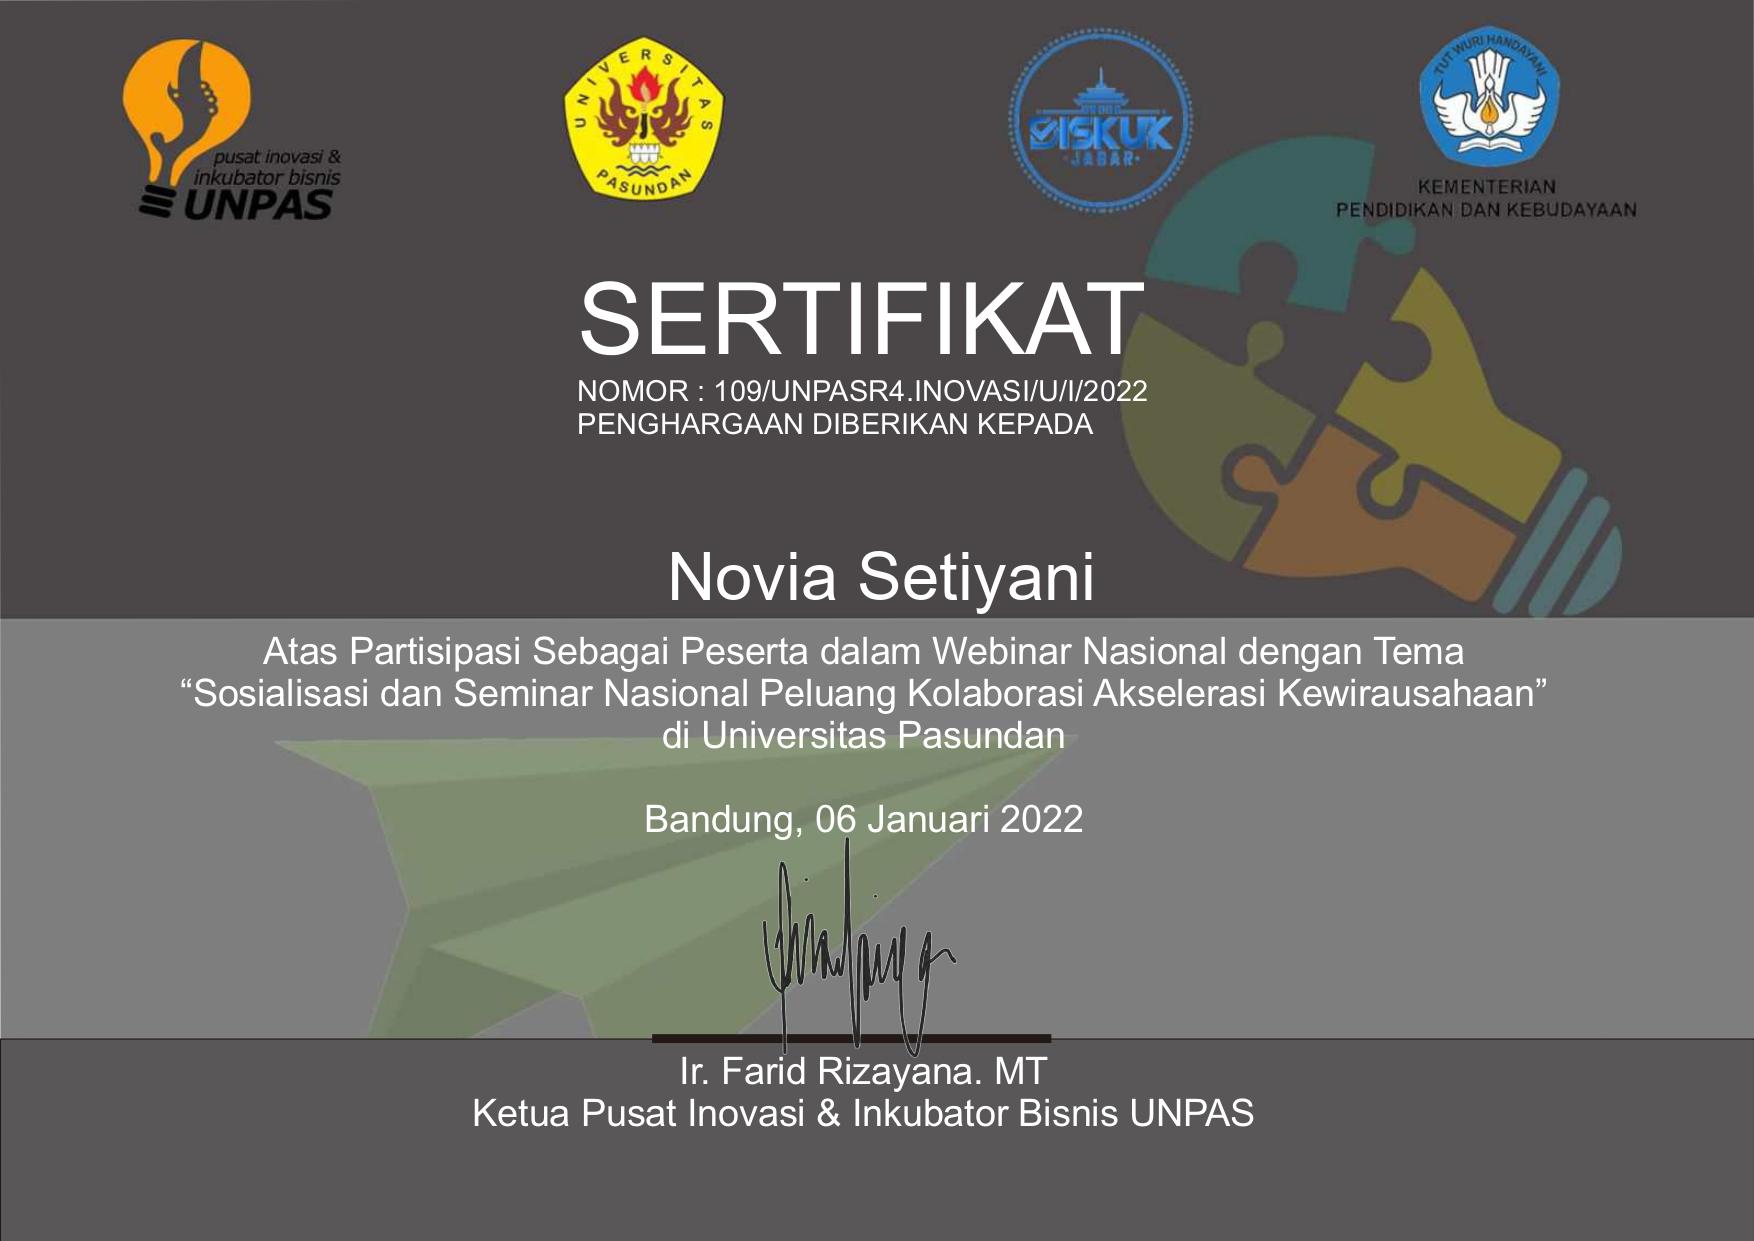 pusat inovasi &
inkubator bisnis
UNPAS
UNIVERSITAS
PASUNDAN
DISKUK
JABAR
TUT WURI HANDAYANI
KEMENTERIAN
PENDIDIKAN DAN KEBUDAYAAN
SERTIFIKAT
NOMOR : 109/UNPASR4.INOVASI/U/I/2022
PENGHARGAAN DIBERIKAN KEPADA
Novia Setiyani
Atas Partisipasi Sebagai Peserta dalam Webinar Nasional dengan Tema
“Sosialisasi dan Seminar Nasional Peluang Kolaborasi Akselerasi Kewirausahaan”
di Universitas Pasundan
Bandung, 06 Januari 2022
Ir. Farid Rizayana. MT
Ketua Pusat Inovasi & Inkubator Bisnis UNPAS